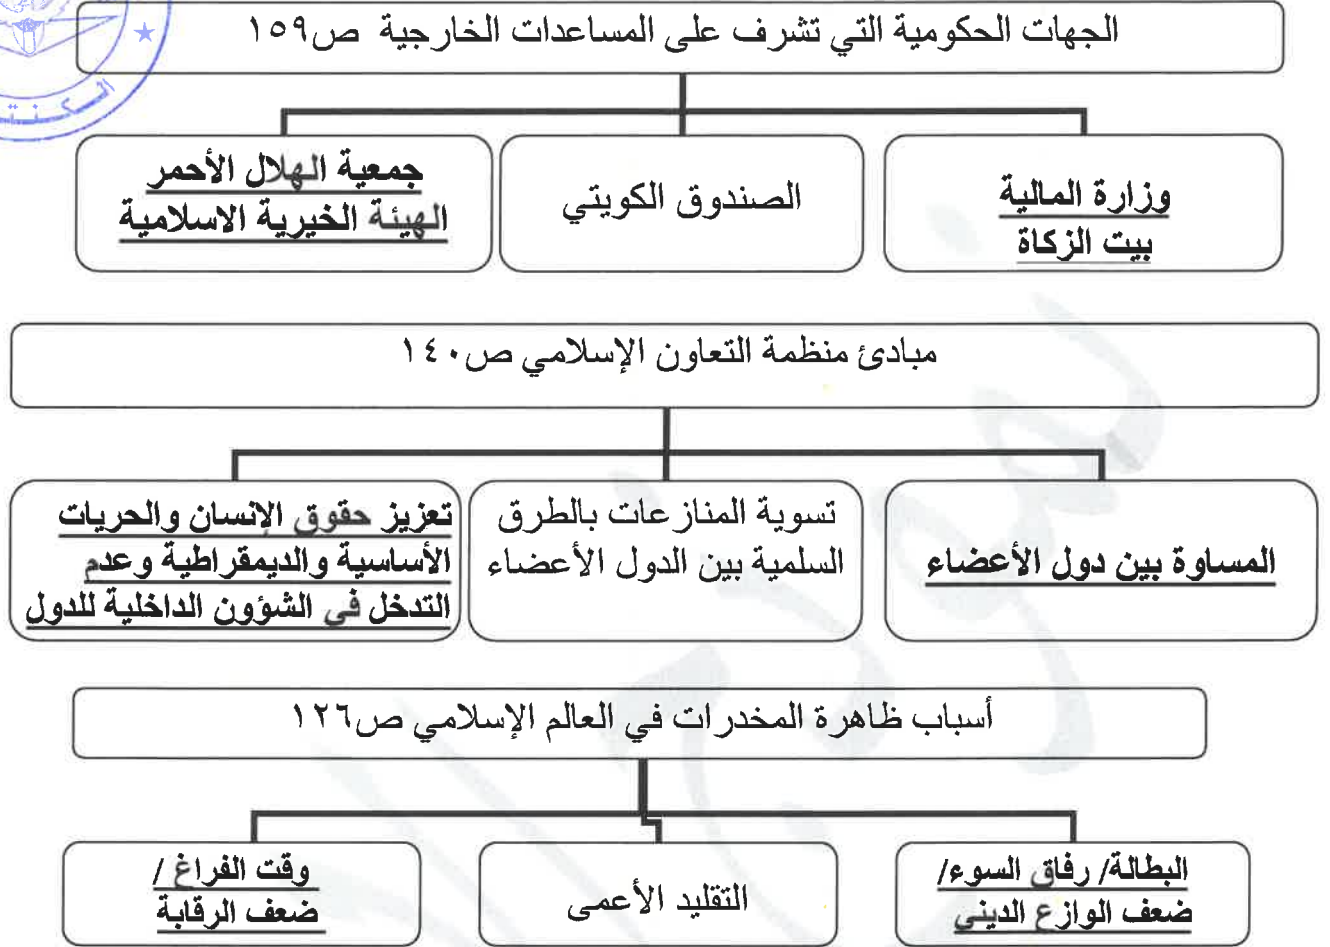 الجهات الحكومية التي تشرف على المساعدات الخارجية ص١٥٩
وزارة المالية
بيت الزكاة
الصندوق الكويتي
جمعية الهلال الأحمر
الهيئة الخيرية الاسلامية
مبادئ منظمة التعاون الإسلامي ص١٤٠
المساوة بين دول الأعضاء
تسوية المنازعات بالطرق
السلمية بين الدول الأعضاء
تعزيز حقوق الإنسان والحريات
الأساسية والديمقراطية وعدم
التدخل في الشؤون الداخلية للدول
أسباب ظاهرة المخدرات في العالم الإسلامي ص١٢٦
البطالة/ رفاق السوء/
ضعف الوازع الديني
التقليد الأعمى
وقت الفراغ /
ضعف الرقابة